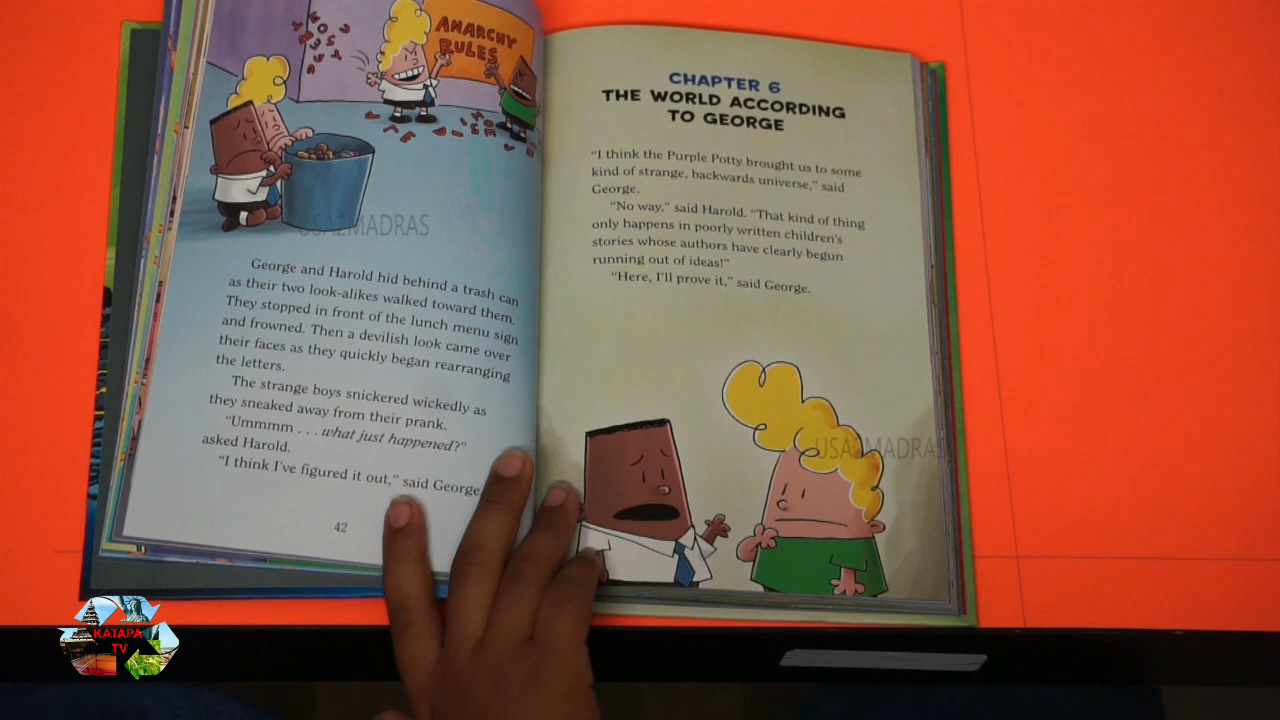 ANARCHY
RULES
USA2MADRAS
George and Harold hid behind a trash can
as their two look-alikes walked toward them.
They stopped in front of the lunch menu sign
and frowned. Then a devilish look came over
their faces as they quickly began rearranging
the letters.
The strange boys snickered wickedly as
they sneaked away from their prank.
“Ummmm . . . what just happened?”
asked Harold.
“I think I’ve figured it out,” said George
42
CHAPTER 6
THE WORLD ACCORDING
TO GEORGE
“I think the Purple Potty brought us to some
kind of strange, backwards universe,” said
George.
“No way,” said Harold. “That kind of thing
only happens in poorly written children’s
stories whose authors have clearly begun
running out of ideas!”
“Here, I’ll prove it,” said George.
USA2MADRAS
KATAPA
TV